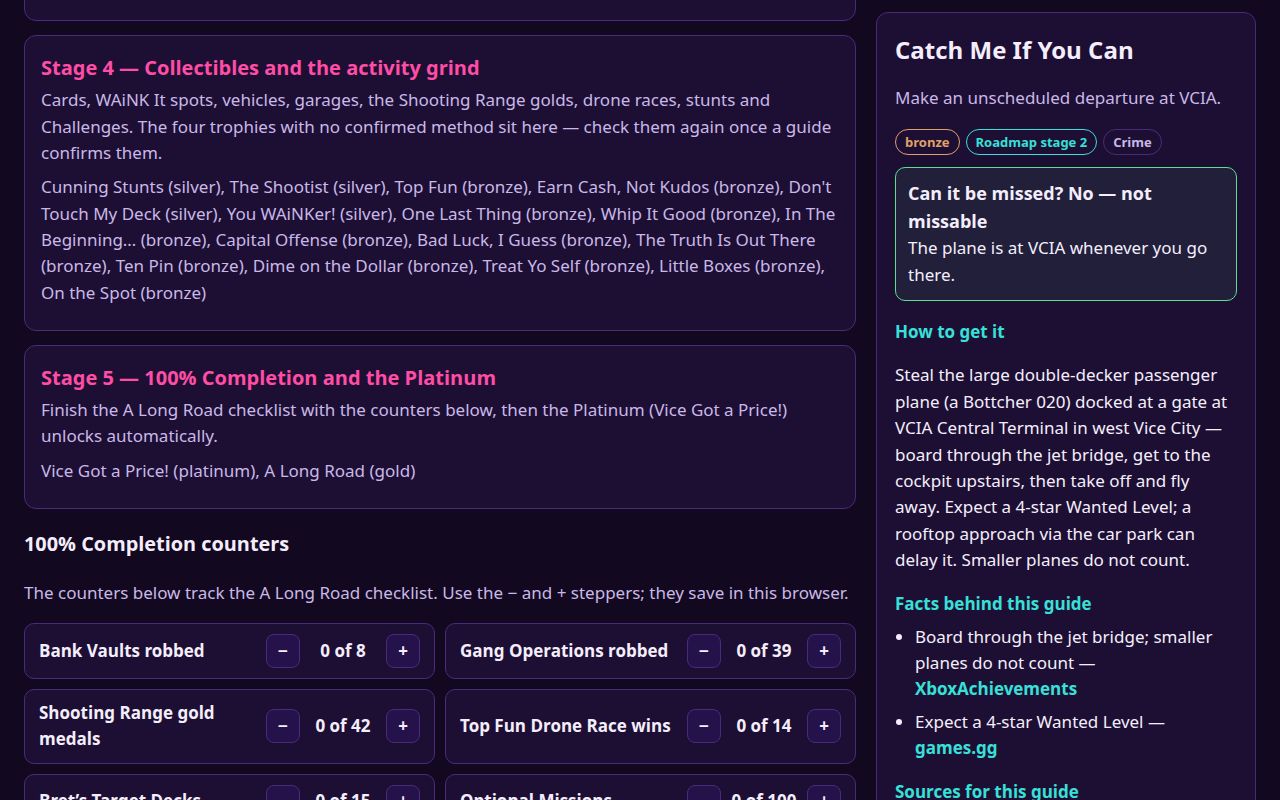 Stage 4 — Collectibles and the activity grind
Cards, WAiNK It spots, vehicles, garages, the Shooting Range golds, drone races, stunts and
Challenges. The four trophies with no confirmed method sit here — check them again once a guide
confirms them.
Cunning Stunts (silver), The Shootist (silver), Top Fun (bronze), Earn Cash, Not Kudos (bronze), Don't
Touch My Deck (silver), You WAiNKer! (silver), One Last Thing (bronze), Whip It Good (bronze), In The
Beginning... (bronze), Capital Offense (bronze), Bad Luck, I Guess (bronze), The Truth Is Out There
(bronze), Ten Pin (bronze), Dime on the Dollar (bronze), Treat Yo Self (bronze), Little Boxes (bronze),
On the Spot (bronze)
Stage 5 — 100% Completion and the Platinum
Finish the A Long Road checklist with the counters below, then the Platinum (Vice Got a Price!)
unlocks automatically.
Vice Got a Price! (platinum), A Long Road (gold)
100% Completion counters
The counters below track the A Long Road checklist. Use the − and + steppers; they save in this browser.
Bank Vaults robbed − 0 of 8 +
Gang Operations robbed − 0 of 39 +
Shooting Range gold
medals − 0 of 42 +
Top Fun Drone Race wins − 0 of 14 +
Bret's Target Decks − 0 of 15 +
Optional Missions − 0 of 100 +
Catch Me If You Can
Make an unscheduled departure at VCIA.
bronze Roadmap stage 2 Crime
Can it be missed? No — not
missable
The plane is at VCIA whenever you go
there.
How to get it
Steal the large double-decker passenger
plane (a Bottcher 020) docked at a gate at
VCIA Central Terminal in west Vice City —
board through the jet bridge, get to the
cockpit upstairs, then take off and fly
away. Expect a 4-star Wanted Level; a
rooftop approach via the car park can
delay it. Smaller planes do not count.
Facts behind this guide
Board through the jet bridge; smaller
planes do not count —
XboxAchievements
Expect a 4-star Wanted Level —
games.gg
Sources for this guide